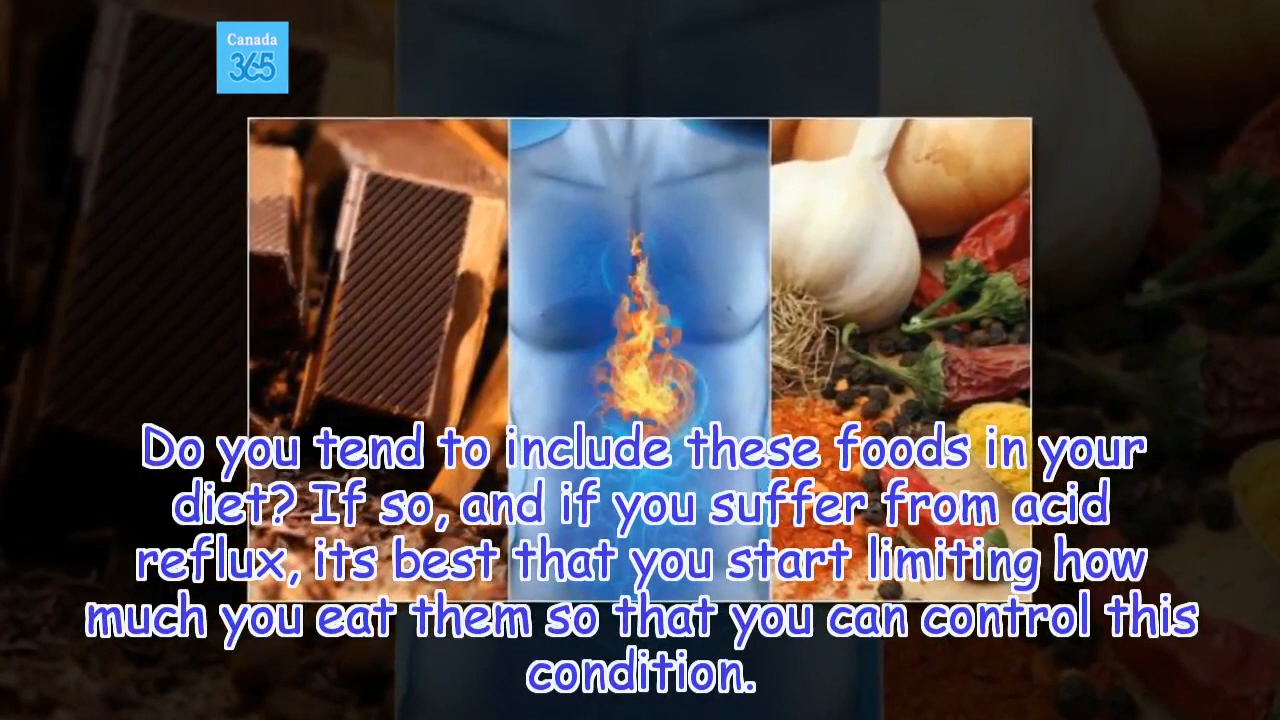 Canada
365
Do you tend to include these foods in your
diet? If so, and if you suffer from acid
reflux, its best that you start limiting how
much you eat them so that you can control this
condition.